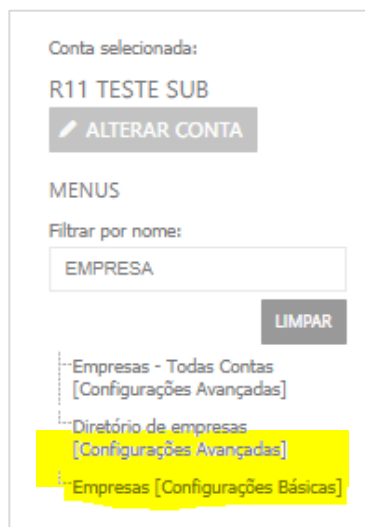 Conta selecionada:
R11 TESTE SUB
ALTERAR CONTA
MENUS
Filtrar por nome:
EMPRESA
LIMPAR
Empresas - Todas Contas
[Configurações Avançadas]
Diretório de empresas
[Configurações Avançadas]
Empresas [Configurações Básicas]